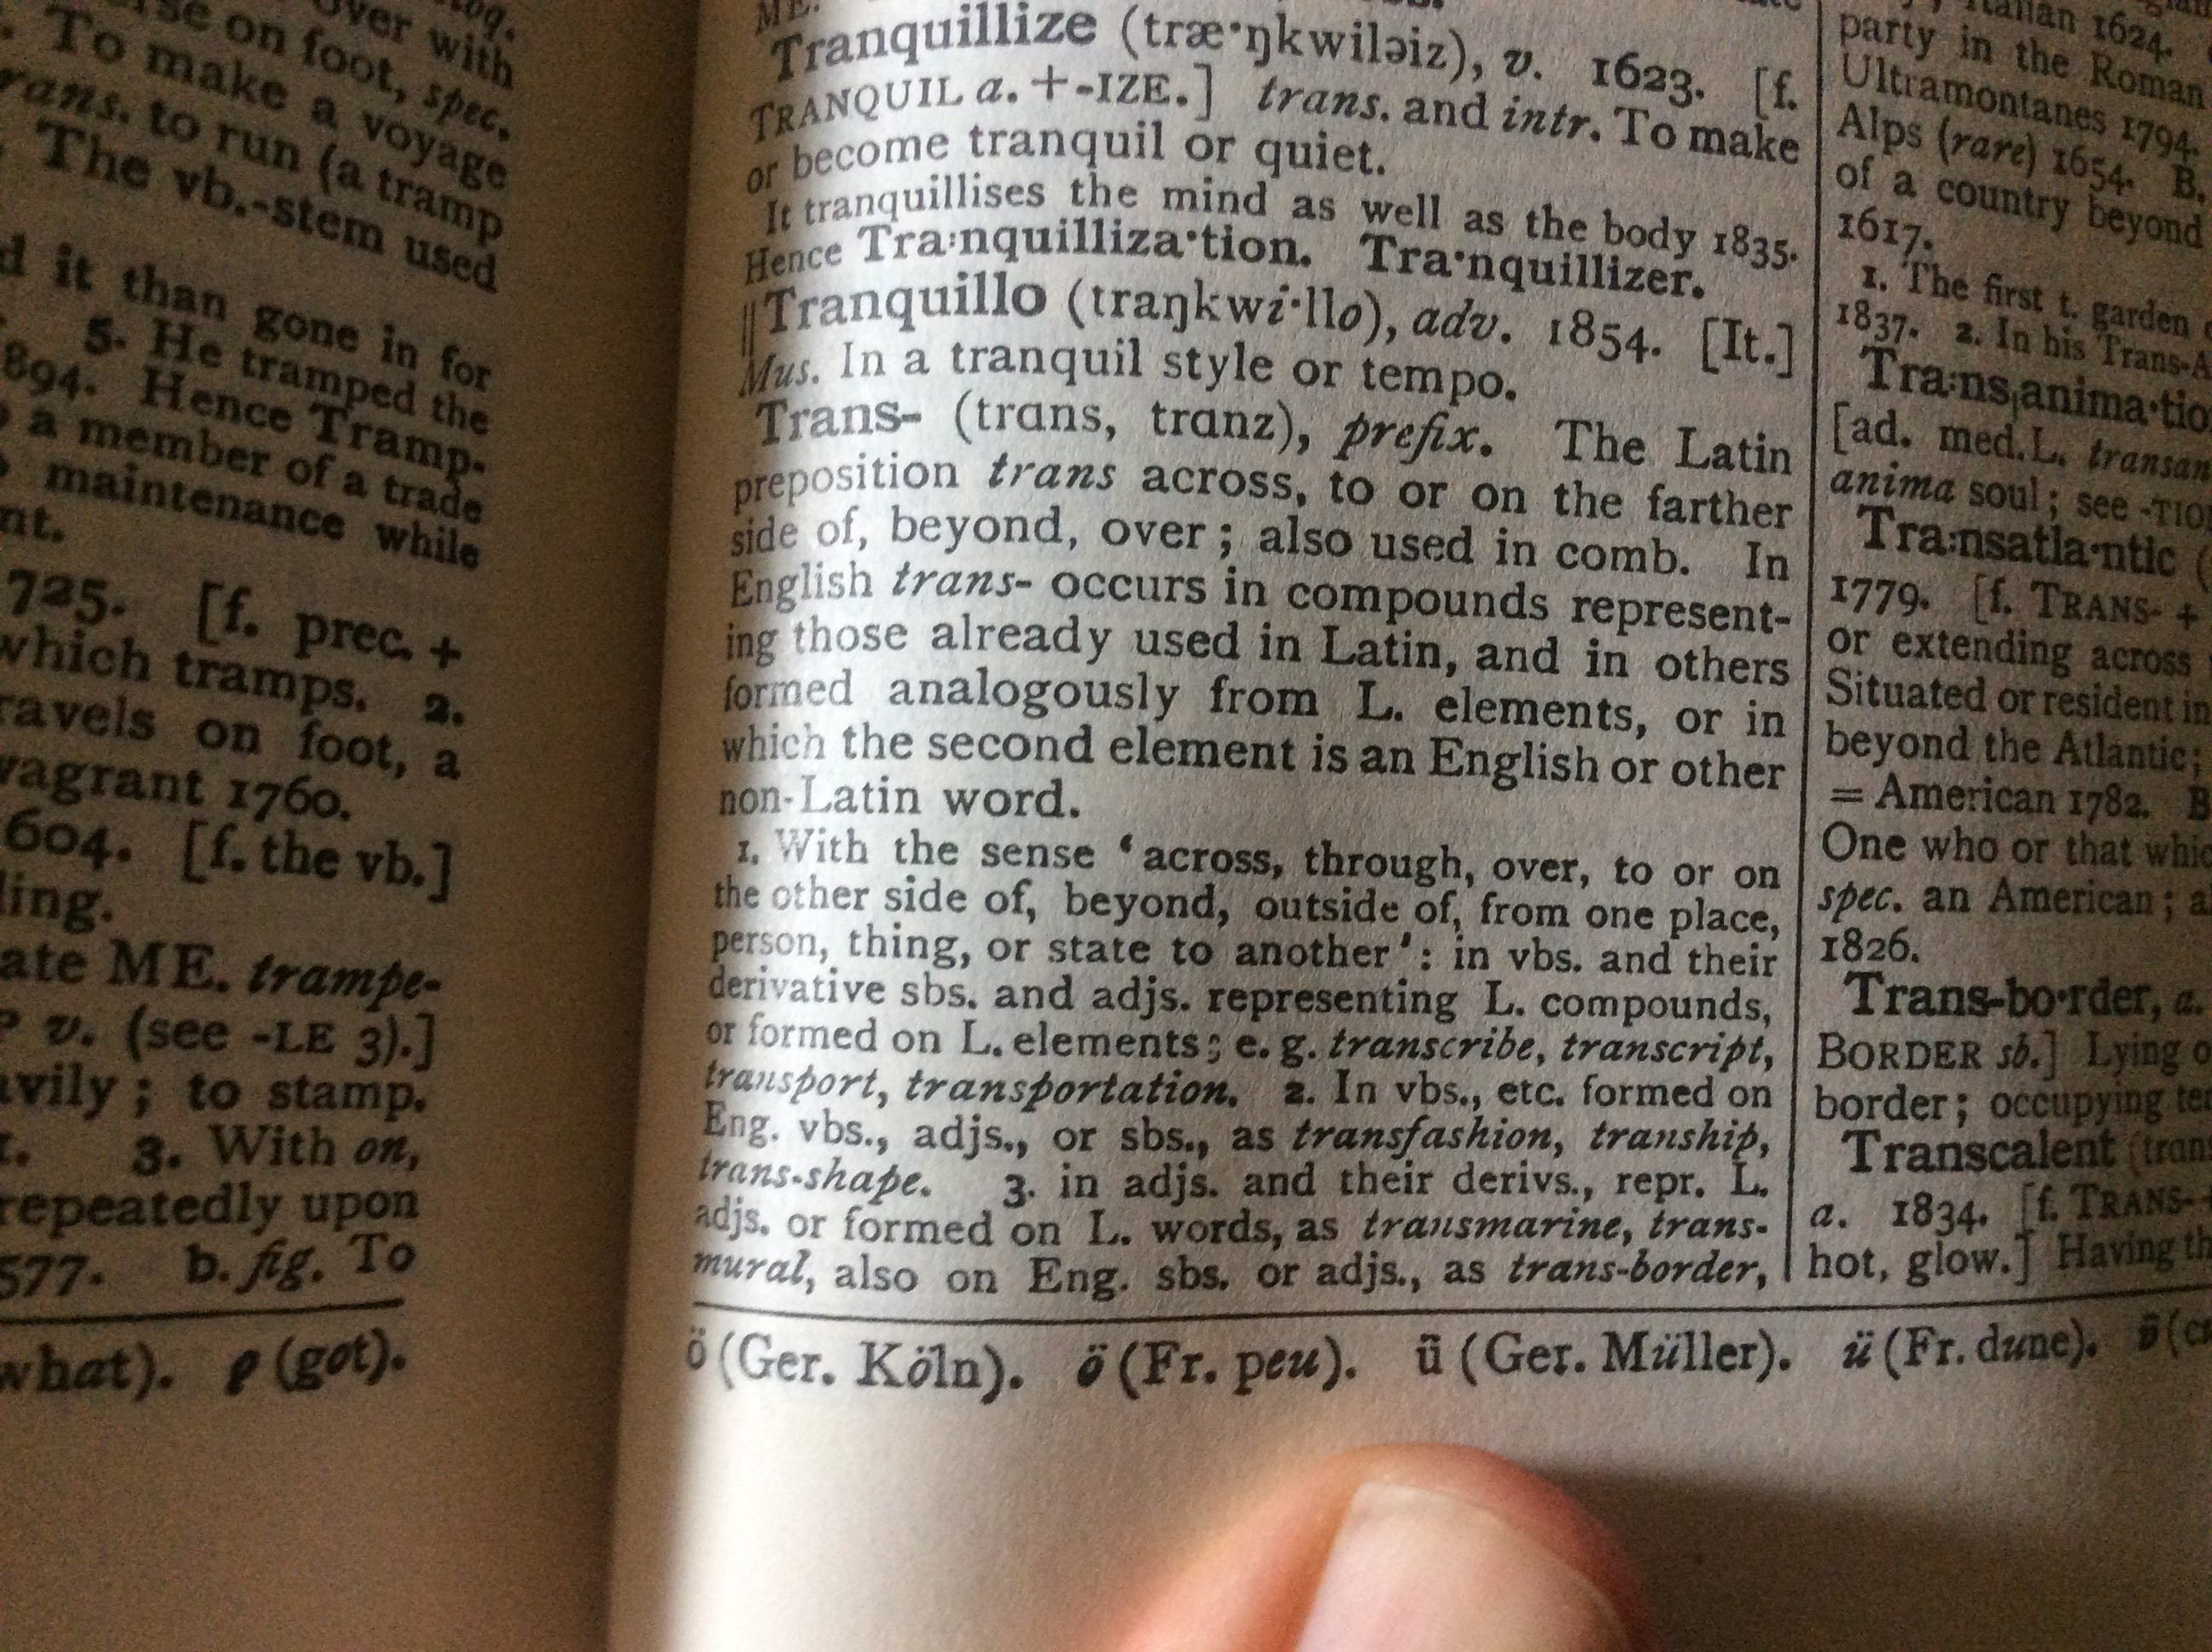 over with
on foot, spec.
To make a voyage
trans. to run (a tramp
The vb.-stem used
it than gone in for
5. He tramped the
894. Hence Tramp-
a member of a trade
maintenance while
725. [f. prec. +
which tramps. 2.
on foot, a
vagrant 1760.
604. [f. the vb.]
ME. trampe-
v. (see -LE 3).]
; to stamp.
3. With on,
repeatedly upon
577. b. fig. To
what). ϱ (got).
ME.
Tranquillize (træ·ŋkwiləiz), v. 1623. [f.
TRANQUIL a. + -IZE.] trans. and intr. To make
or become tranquil or quiet.
It tranquillises the mind as well as the body 1835.
Hence Tra:nquilliza·tion. Tra·nquillizer.
‖Tranquillo (traŋkwi·llo), adv. 1854. [It.]
Mus. In a tranquil style or tempo.
Trans- (trɑns, trɑnz), prefix. The Latin
preposition trans across, to or on the farther
side of, beyond, over; also used in comb. In
English trans- occurs in compounds represent-
ing those already used in Latin, and in others
formed analogously from L. elements, or in
which the second element is an English or other
non-Latin word.
1. With the sense ‘across, through, over, to or on
the other side of, beyond, outside of, from one place,
person, thing, or state to another’: in vbs. and their
derivative sbs. and adjs. representing L. compounds,
or formed on L. elements; e. g. transcribe, transcript,
transport, transportation. 2. In vbs., etc. formed on
Eng. vbs., adjs., or sbs., as transfashion, tranship,
trans-shape. 3. in adjs. and their derivs., repr. L.
adjs. or formed on L. words, as transmarine, trans-
mural, also on Eng. sbs. or adjs., as trans-border,
Italian 1624.
party in the Roman
Ultramontanes 1794.
Alps (rare) 1654. B.
of a country beyond
1617.
1. The first t. garden
1837. 2. In his Trans-A
Tra:ns,anima·tio
[ad. med.L. transan
anima soul; see -TIO
Tra:nsatla·ntic (
1779. [f. TRANS- +
or extending across
Situated or resident in
beyond the Atlantic;
= American 1782. B
One who or that whic
spec. an American; a
1826.
Trans-bo·rder, a.
BORDER sb.] Lying o
border; occupying ter
Transcalent (tran
a. 1834. [f. TRANS-
hot, glow.] Having th
ö (Ger. Köln). ö (Fr. peu). ü (Ger. Müller). ü (Fr. dune).